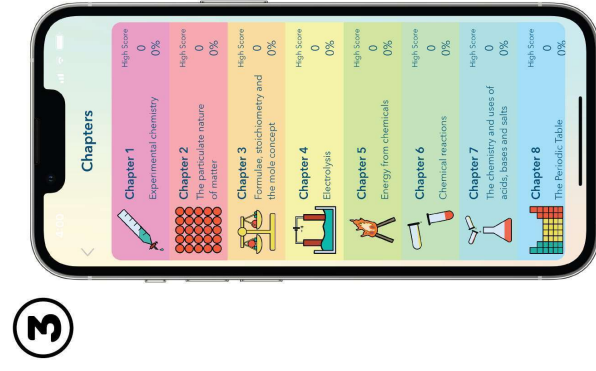 3
Chapters
Chapter 1
Experimental chemistry
High Score
0
0%
Chapter 2
The particulate nature
of matter
High Score
0
0%
Chapter 3
Formulae, stoichiometry and
the mole concept
High Score
0
0%
Chapter 4
Electrolysis
High Score
0
0%
Chapter 5
Energy from chemicals
High Score
0
0%
Chapter 6
Chemical reactions
High Score
0
0%
Chapter 7
The chemistry and uses of
acids, bases and salts
High Score
0
0%
Chapter 8
The Periodic Table
High Score
0
0%